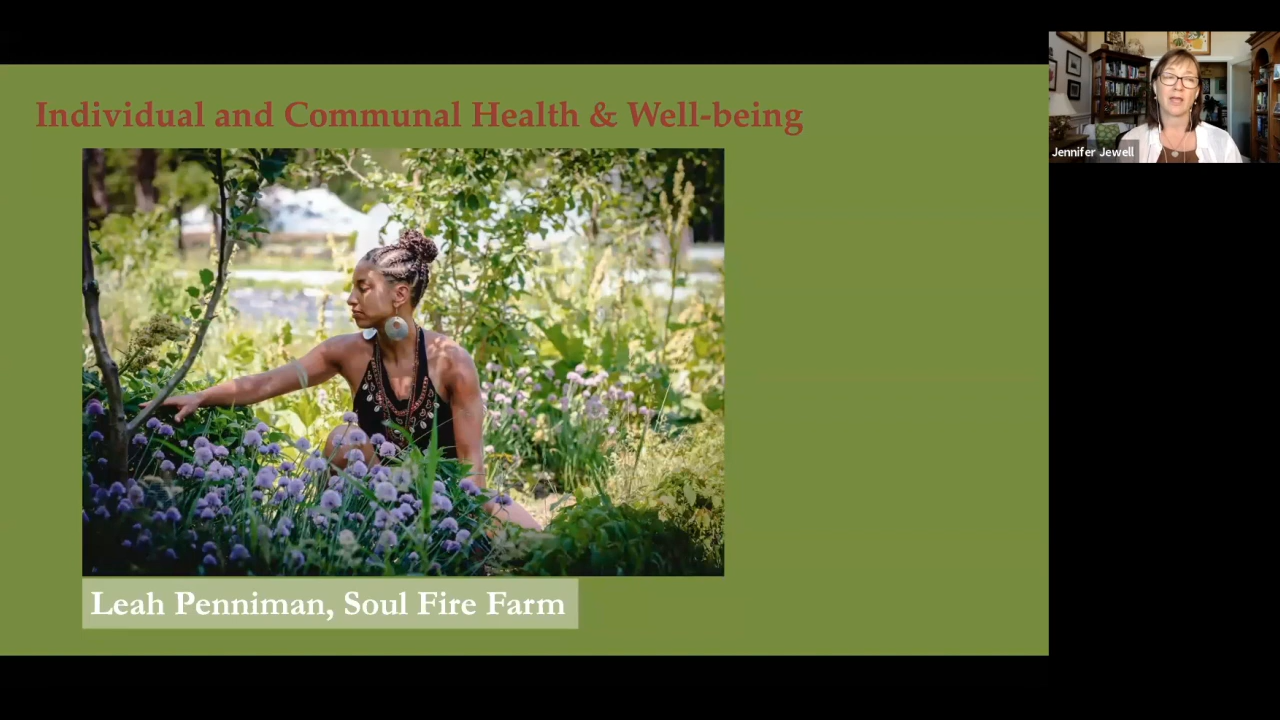 Individual and Communal Health & Well-being
Jennifer Jewell
Leah Penniman, Soul Fire Farm